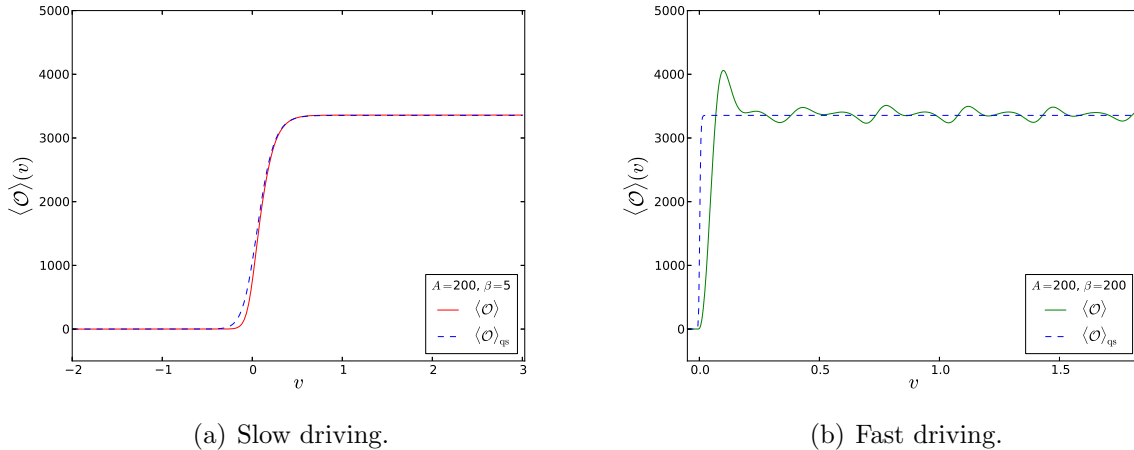 5000
4000
3000
2000
1000
0
⟨𝒪⟩(v)
−2
−1
0
1
2
3
v
A=200, β=5
⟨𝒪⟩
⟨𝒪⟩qs
(a) Slow driving.
5000
4000
3000
2000
1000
0
⟨𝒪⟩(v)
0.0
0.5
1.0
1.5
v
A=200, β=200
⟨𝒪⟩
⟨𝒪⟩qs
(b) Fast driving.